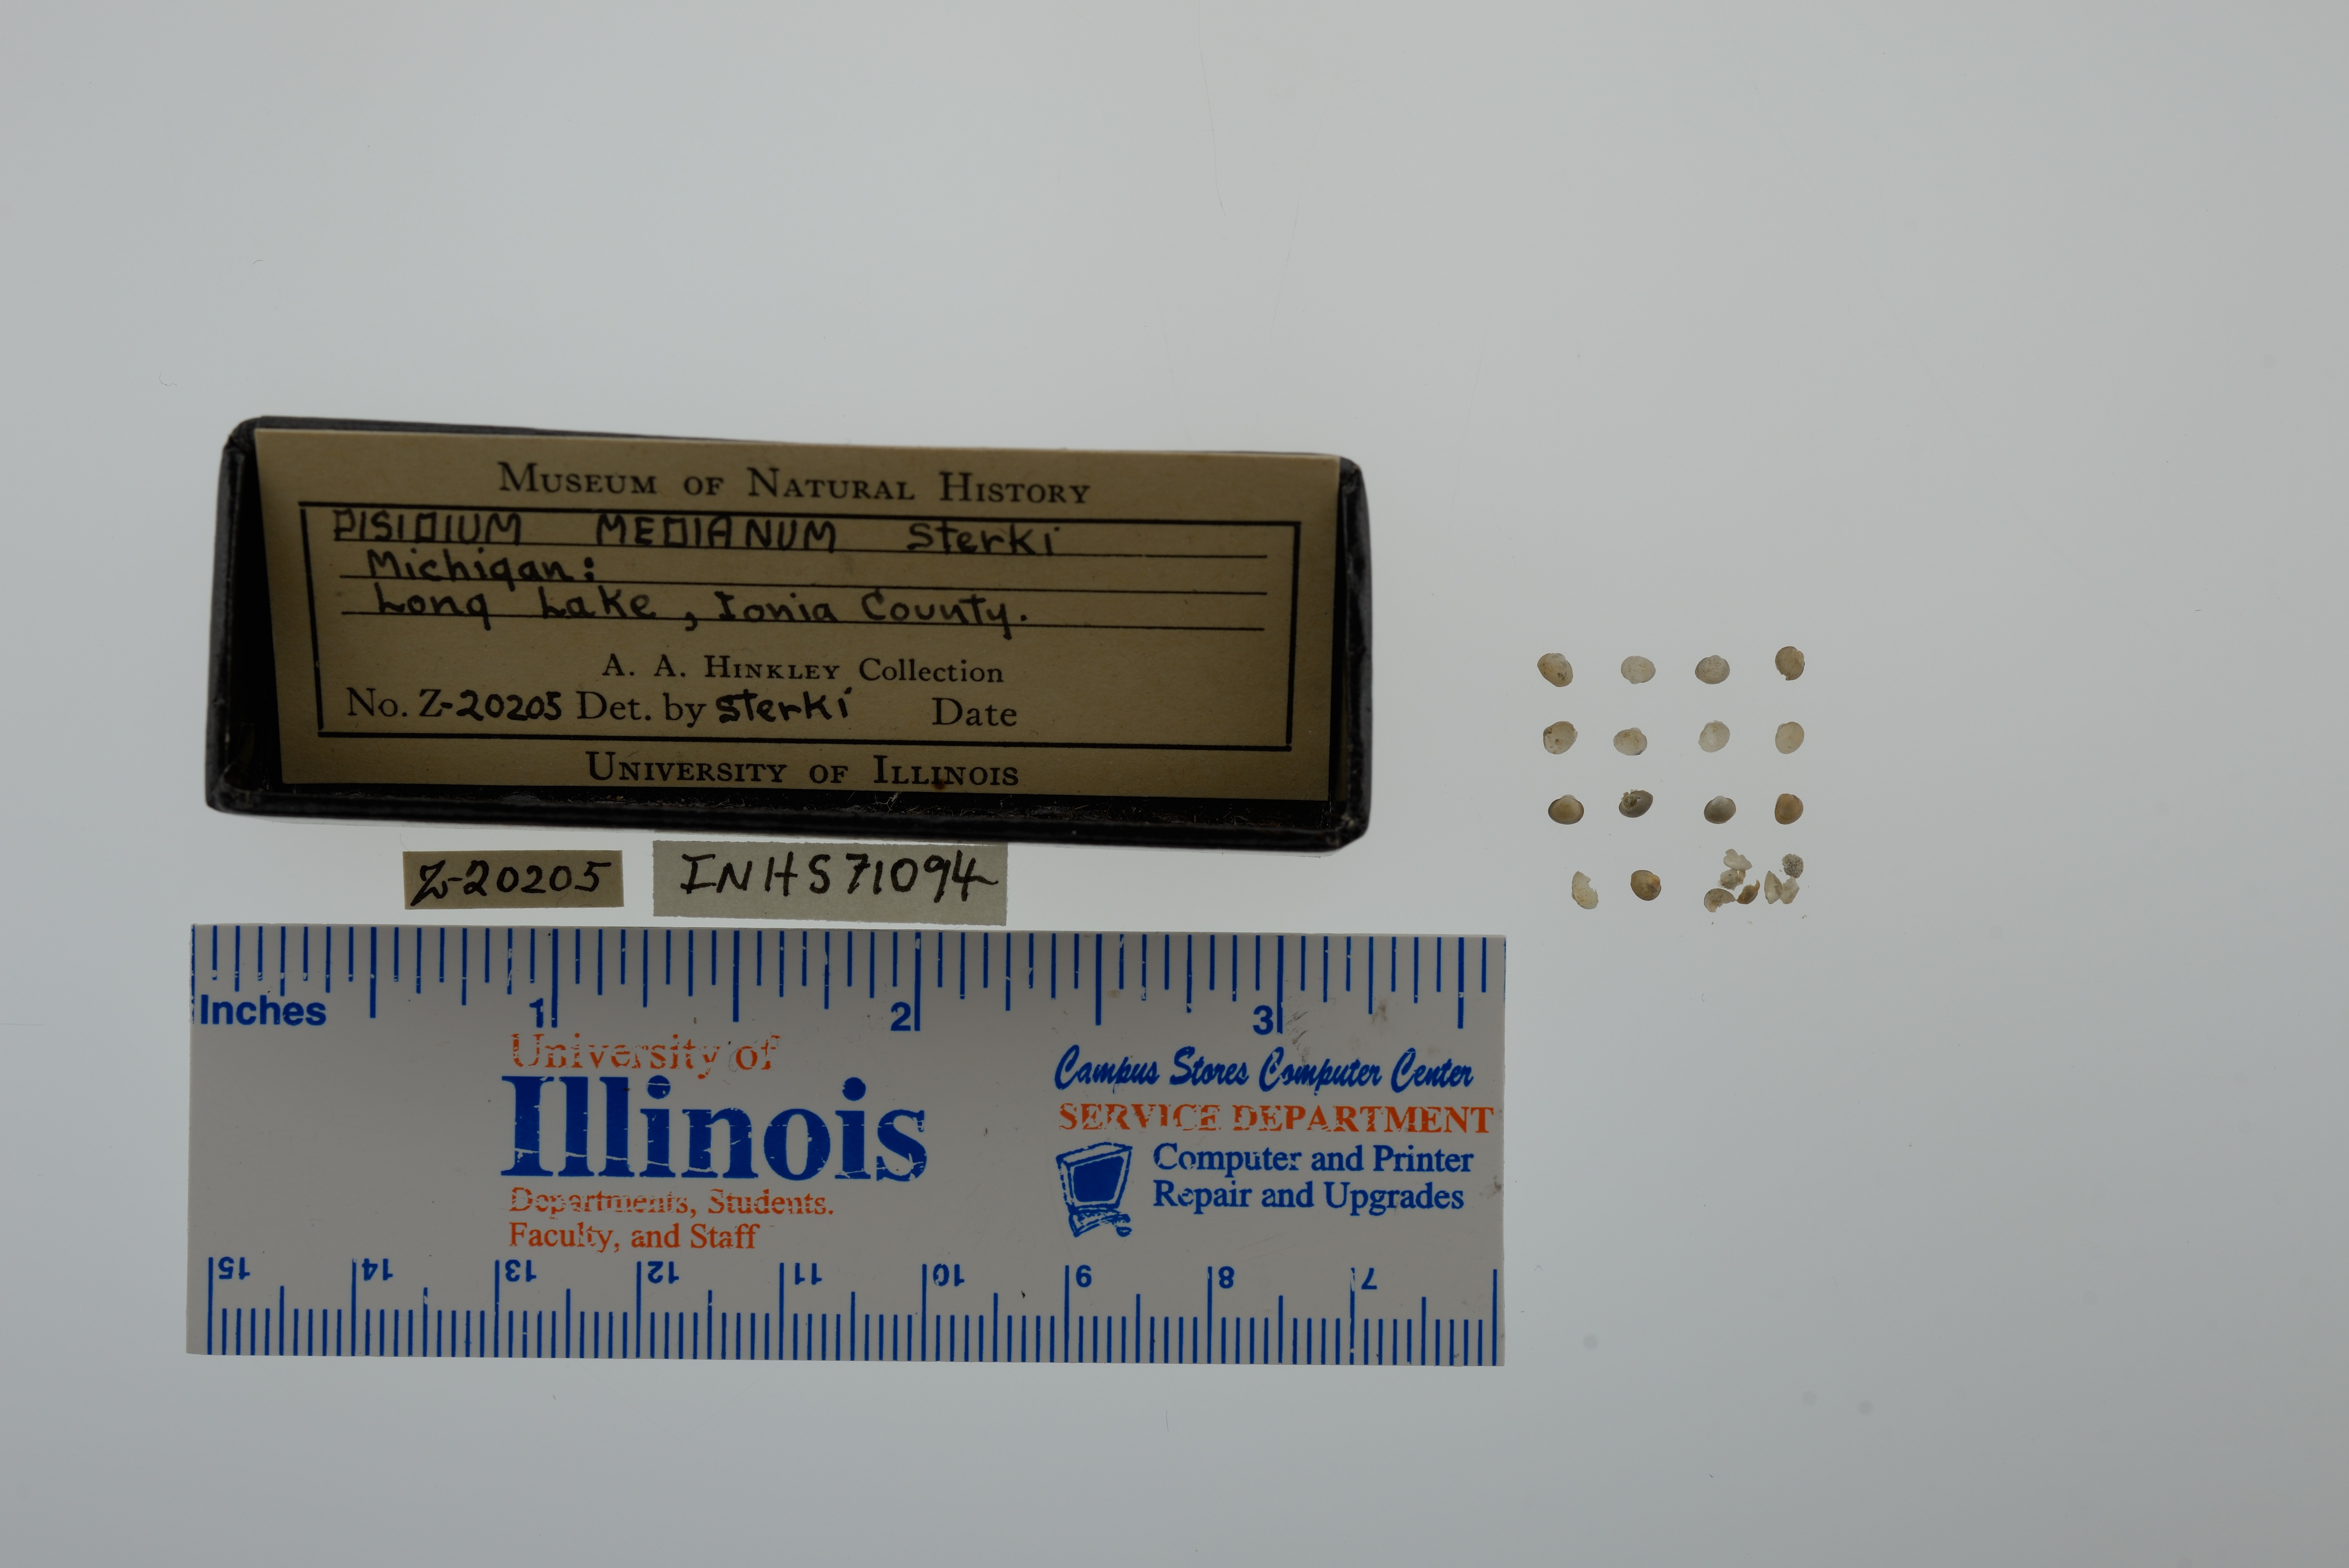 MUSEUM OF NATURAL HISTORY
PISIDIUM MEDIANUM Sterki
Michigan:
Long Lake, Ionia County.
A. A. HINKLEY Collection
No. Z-20205 Det. by Sterki Date
UNIVERSITY OF ILLINOIS
Z-20205
INHS71094
Inches 1 2 3
University of
Illinois
Departments, Students.
Faculty, and Staff
Campus Stores Computer Center
SERVICE DEPARTMENT
Computer and Printer
Repair and Upgrades
15 14 13 12 11 10 9 8 7